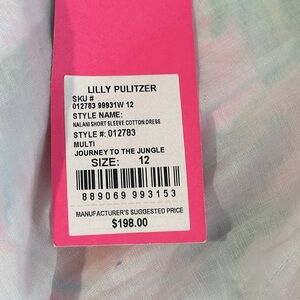 LILLY PULITZER
SKU #
012783 99931W 12
STYLE NAME:
NALANI SHORT SLEEVE COTTON DRESS
STYLE #: 012783
MULTI
JOURNEY TO THE JUNGLE
SIZE: 12
889069 993153
MANUFACTURER'S SUGGESTED PRICE
$198.00